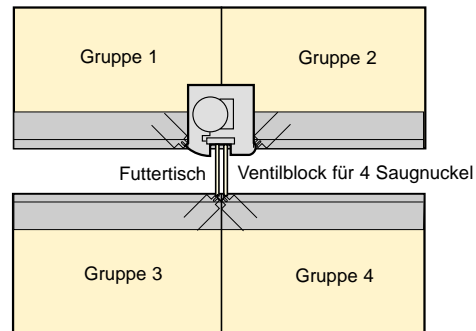 Gruppe 1
Gruppe 2
Futtertisch
Ventilblock für 4 Saugnuckel
Gruppe 3
Gruppe 4